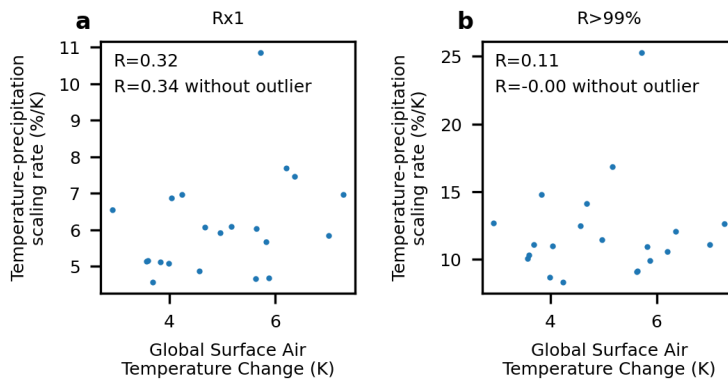 a
Rx1
R=0.32
R=0.34 without outlier
11
10
9
8
7
6
5
Temperature-precipitation
scaling rate (%/K)
4
6
Global Surface Air
Temperature Change (K)
b
R>99%
R=0.11
R=-0.00 without outlier
25
20
15
10
Temperature-precipitation
scaling rate (%/K)
4
6
Global Surface Air
Temperature Change (K)